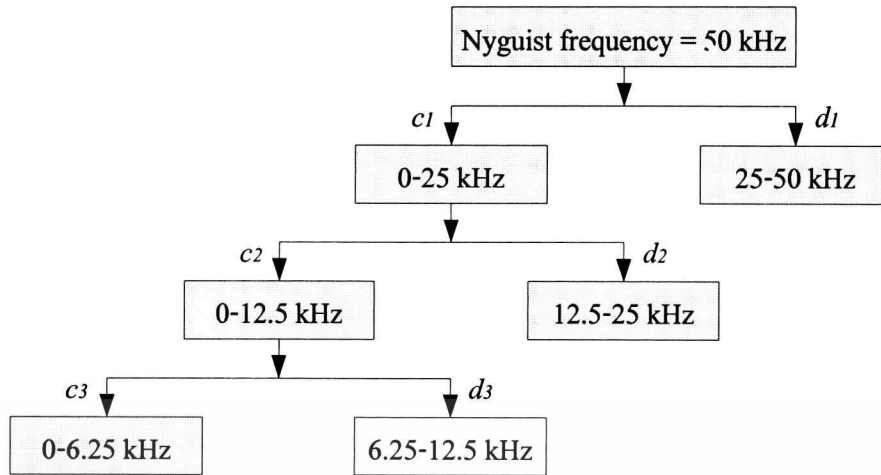 Nyguist frequency = 50 kHz
c1 d1
0-25 kHz 25-50 kHz
c2 d2
0-12.5 kHz 12.5-25 kHz
c3 d3
0-6.25 kHz 6.25-12.5 kHz